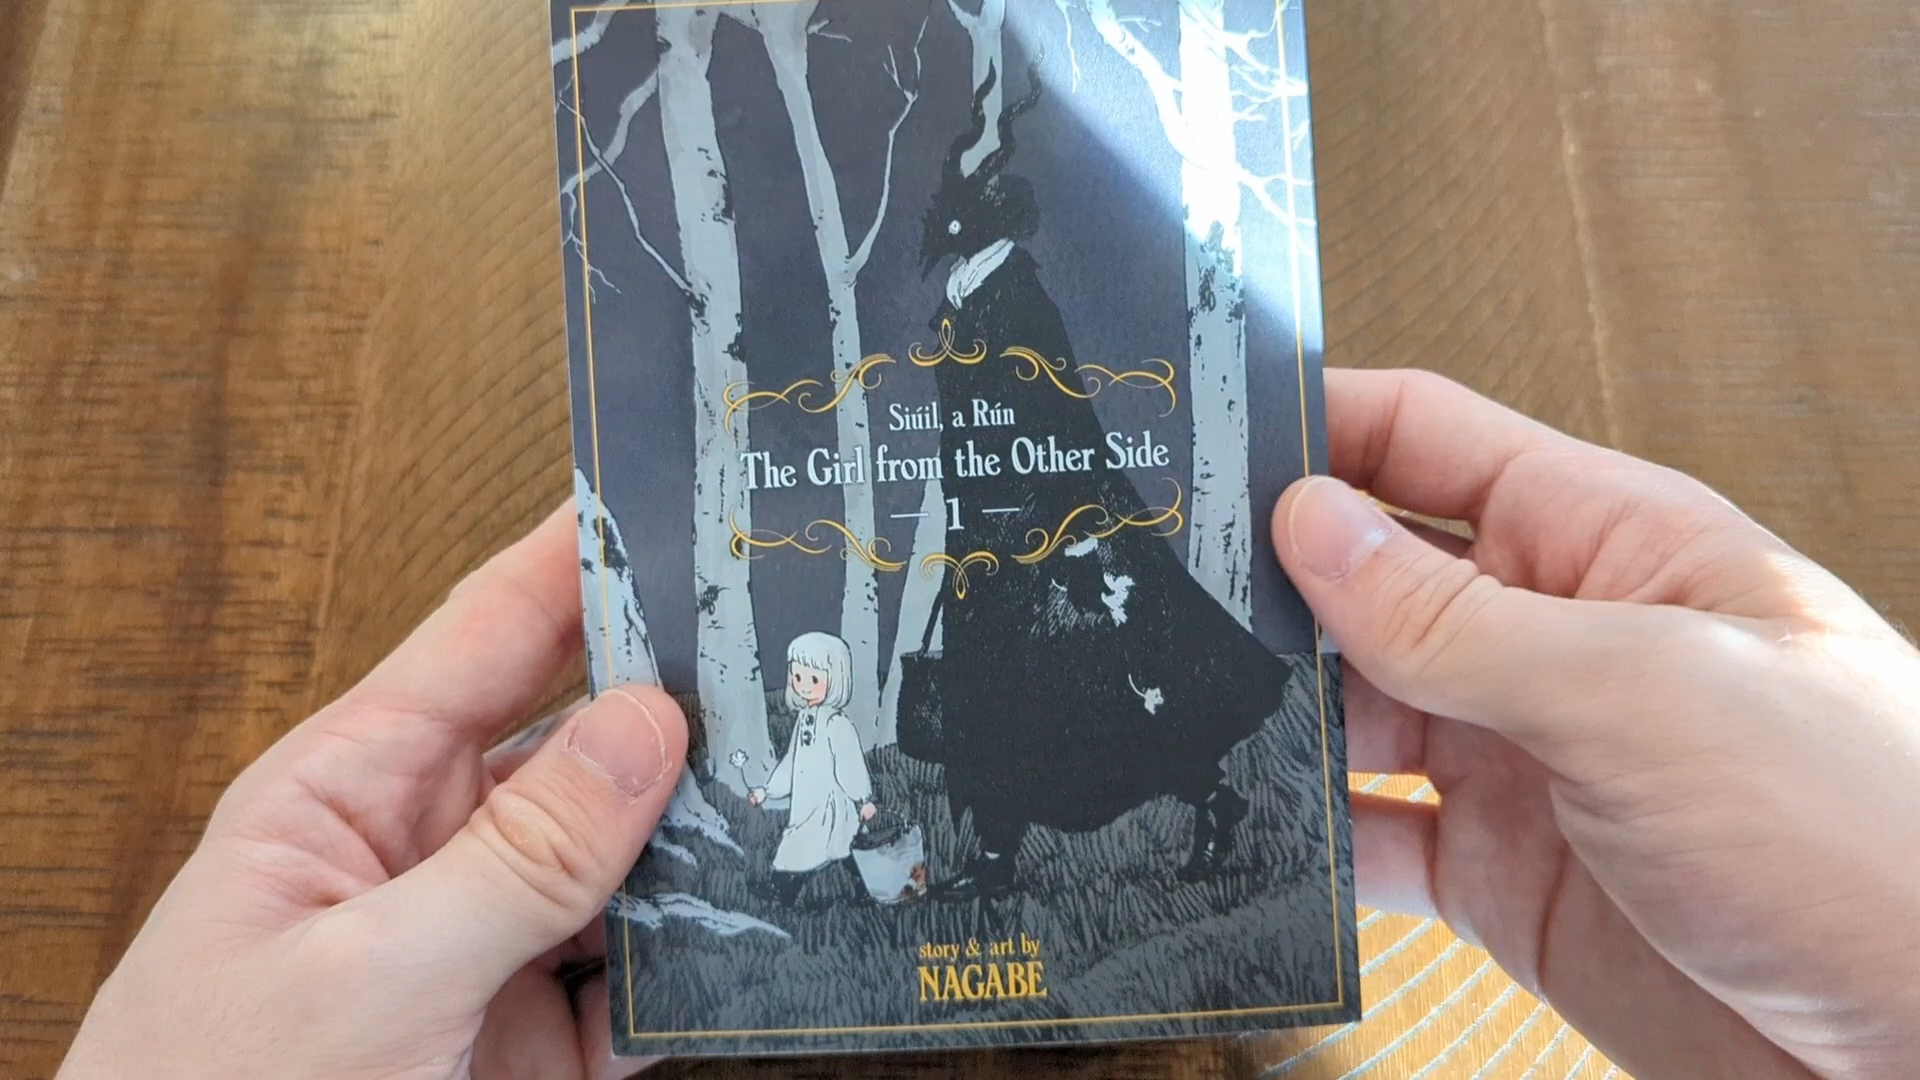 Siúil, a Rún
The Girl from the Other Side
— 1 —
story & art by
NAGABE